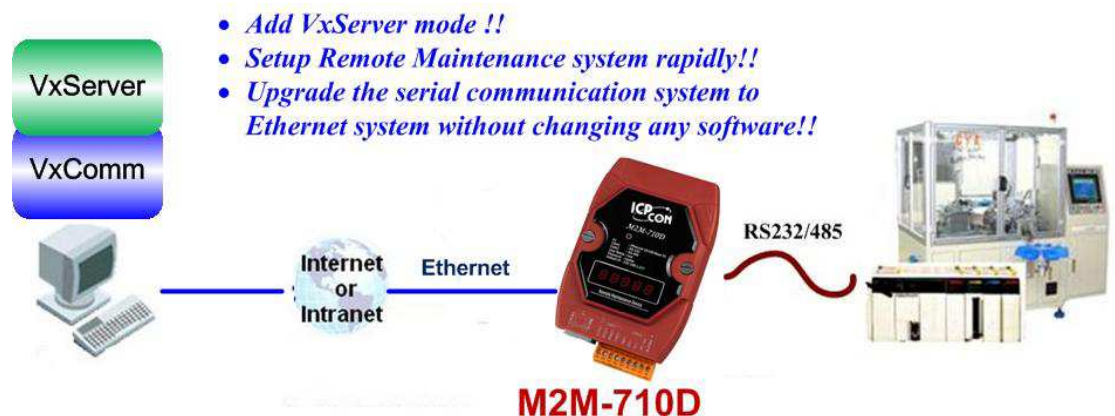 • Add VxServer mode !!
• Setup Remote Maintenance system rapidly!!
• Upgrade the serial communication system to
Ethernet system without changing any software!!
VxServer
VxComm
Internet
or
Intranet
Ethernet
ICP
CON
M2M-710D
RS232/485
M2M-710D